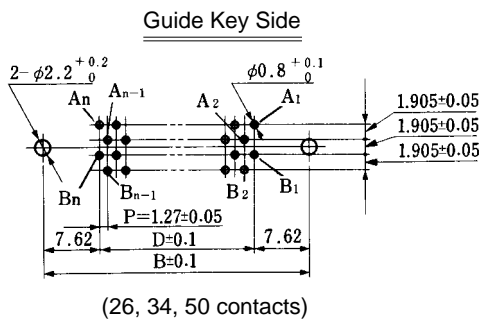 Guide Key Side
2-φ2.2 +0.2 0
φ0.8 +0.1 0
An An-1 A2 A1
1.905±0.05
1.905±0.05
1.905±0.05
Bn Bn-1 B2 B1
P=1.27±0.05
7.62 D±0.1 7.62
B±0.1
(26, 34, 50 contacts)